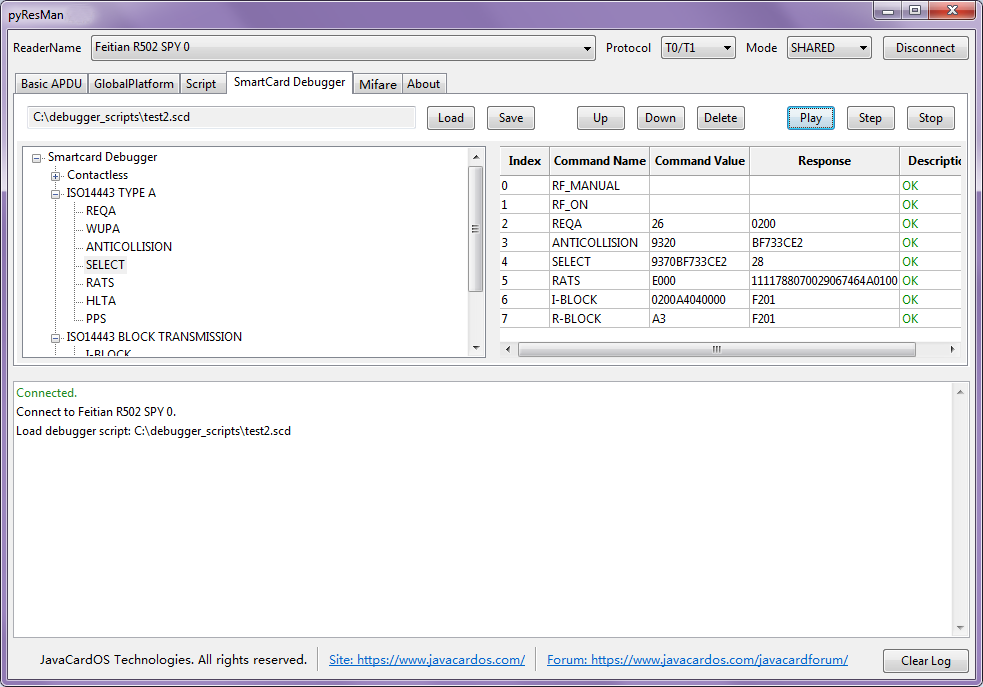 pyResMan
ReaderName Feitian R502 SPY 0 Protocol T0/T1 Mode SHARED Disconnect
Basic APDU GlobalPlatform Script SmartCard Debugger Mifare About
C:\debugger_scripts\test2.scd Load Save Up Down Delete Play Step Stop
Smartcard Debugger
Contactless
ISO14443 TYPE A
REQA
WUPA
ANTICOLLISION
SELECT
RATS
HLTA
PPS
ISO14443 BLOCK TRANSMISSION
I-BLOCK
Index Command Name Command Value Response Descriptio
0 RF_MANUAL OK
1 RF_ON OK
2 REQA 26 0200 OK
3 ANTICOLLISION 9320 BF733CE2 OK
4 SELECT 9370BF733CE2 28 OK
5 RATS E000 1111788070029067464A0100 OK
6 I-BLOCK 0200A4040000 F201 OK
7 R-BLOCK A3 F201 OK
Connected.
Connect to Feitian R502 SPY 0.
Load debugger script: C:\debugger_scripts\test2.scd
JavaCardOS Technologies. All rights reserved. Site: https://www.javacardos.com/ Forum: https://www.javacardos.com/javacardforum/ Clear Log